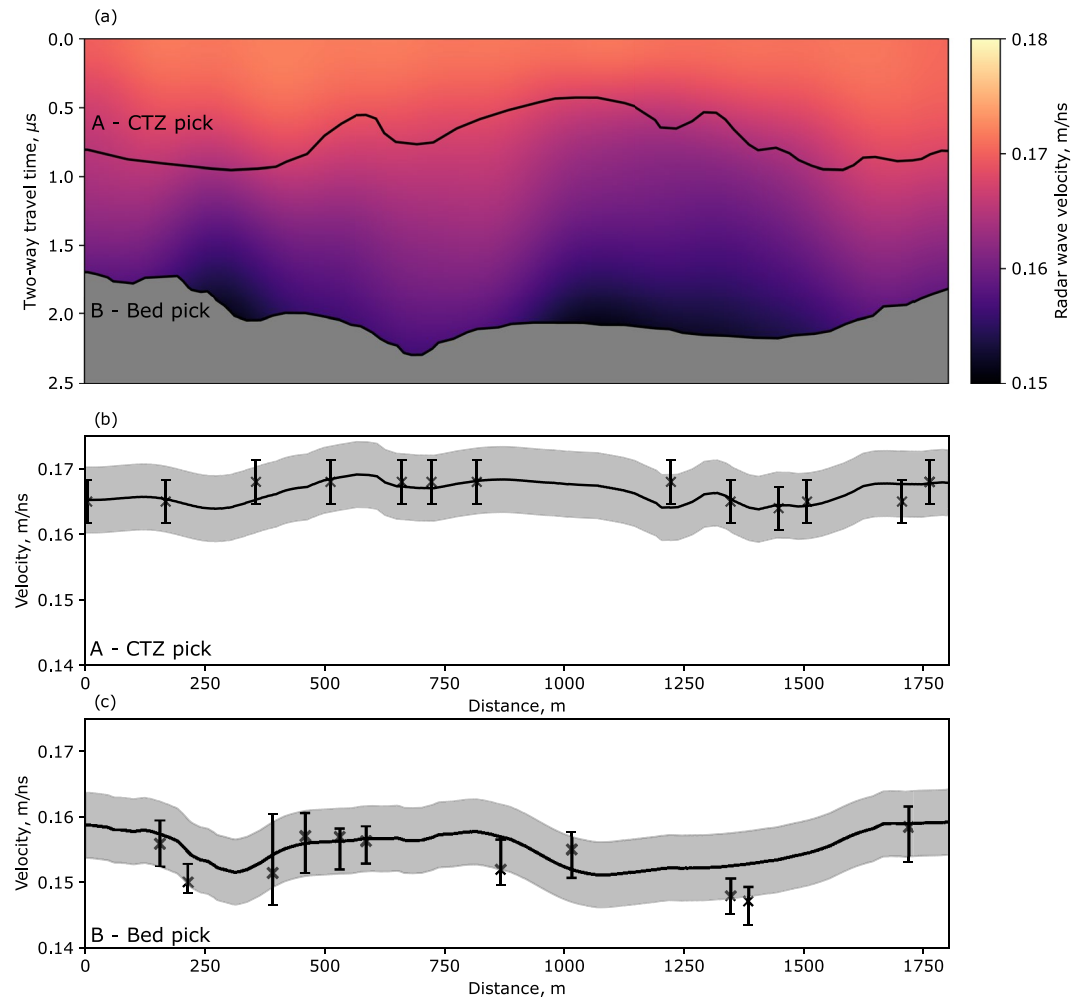 (a)
0.0
0.5
1.0
1.5
2.0
2.5
Two-way travel time, µs
A - CTZ pick
B - Bed pick
0.18
0.17
0.16
0.15
Radar wave velocity, m/ns
(b)
0.17
0.16
0.15
0.14
Velocity, m/ns
A - CTZ pick
0 250 500 750 1000 1250 1500 1750
Distance, m
(c)
0.17
0.16
0.15
0.14
Velocity, m/ns
B - Bed pick
0 250 500 750 1000 1250 1500 1750
Distance, m